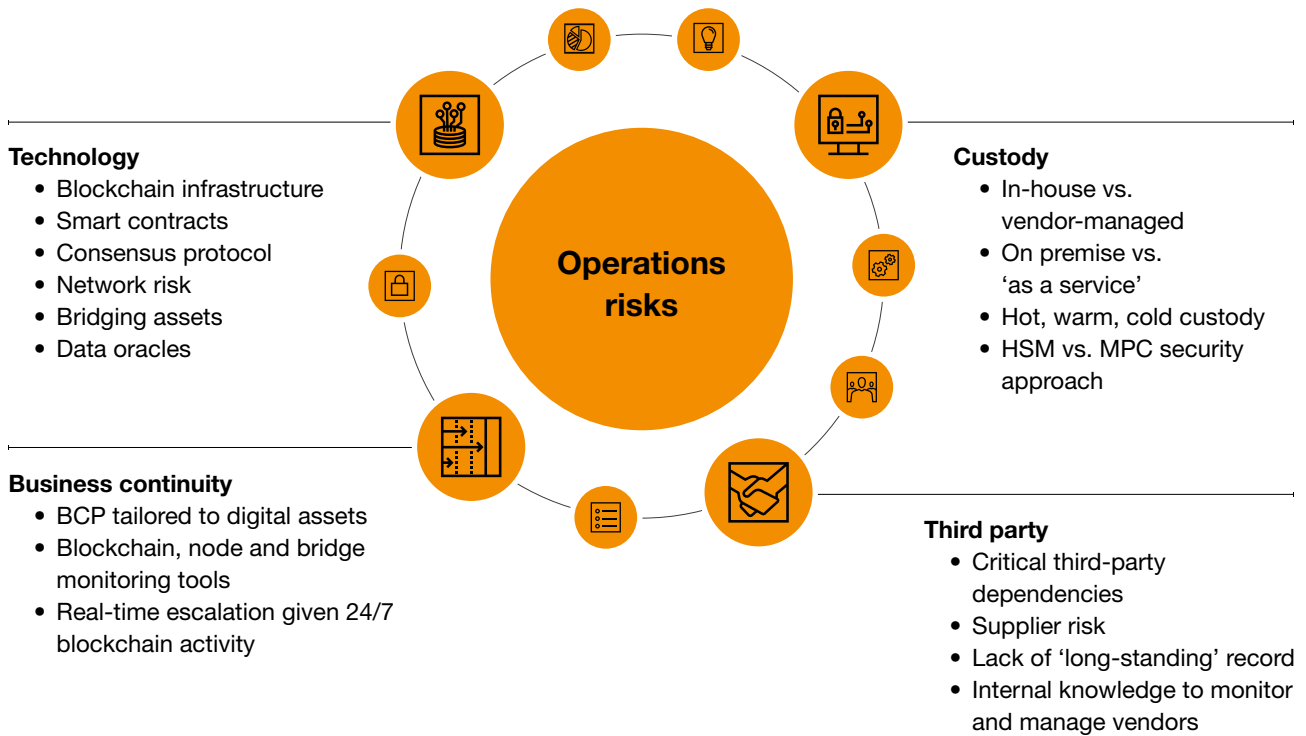 Operations
risks
Technology
• Blockchain infrastructure
• Smart contracts
• Consensus protocol
• Network risk
• Bridging assets
• Data oracles
Custody
• In-house vs.
vendor-managed
• On premise vs.
‘as a service’
• Hot, warm, cold custody
• HSM vs. MPC security
approach
Business continuity
• BCP tailored to digital assets
• Blockchain, node and bridge
monitoring tools
• Real-time escalation given 24/7
blockchain activity
Third party
• Critical third-party
dependencies
• Supplier risk
• Lack of ‘long-standing’ record
• Internal knowledge to monitor
and manage vendors